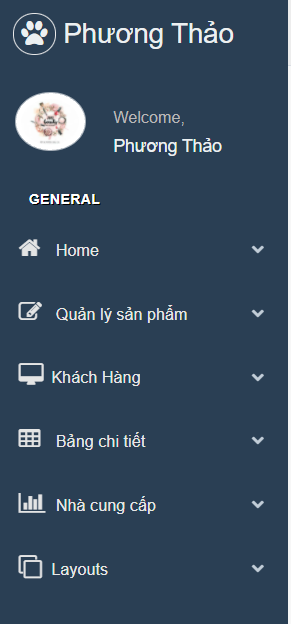 Phương Thảo
Welcome,
Phương Thảo
GENERAL
Home
Quản lý sản phẩm
Khách Hàng
Bảng chi tiết
Nhà cung cấp
Layouts